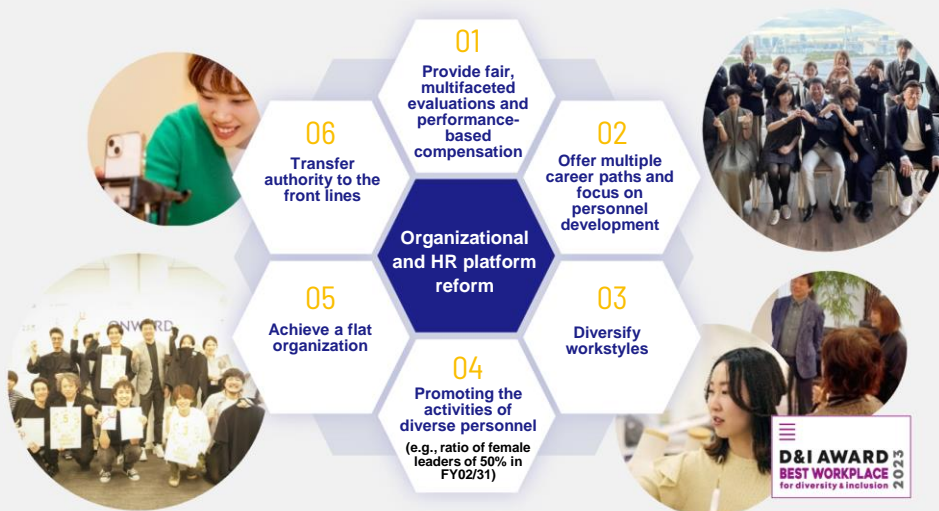 01
Provide fair,
multifaceted
evaluations and
performance-
based
compensation
02
Offer multiple
career paths and
focus on
personnel
development
03
Diversify
workstyles
04
Promoting the
activities of
diverse personnel
(e.g., ratio of female
leaders of 50% in
FY02/31)
05
Achieve a flat
organization
06
Transfer
authority to the
front lines
Organizational
and HR platform
reform
ONWARD
D&I AWARD
BEST WORKPLACE
for diversity & inclusion
2023